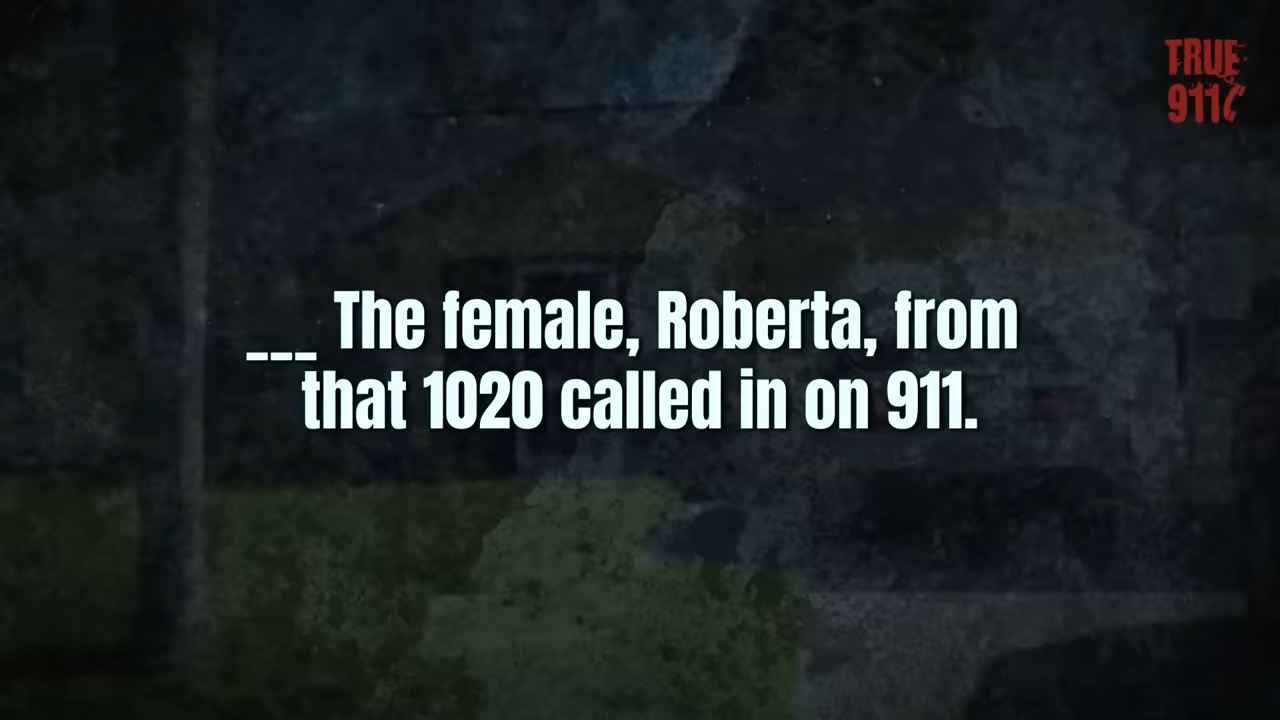 TRUE
911
___ The female, Roberta, from
that 1020 called in on 911.